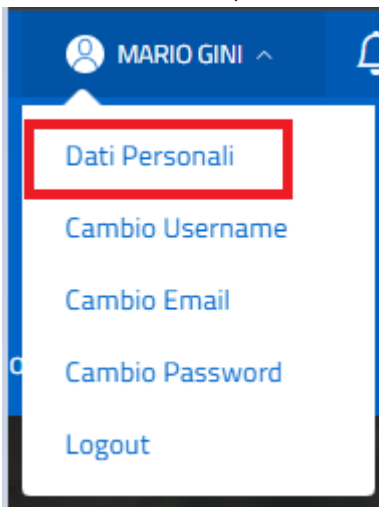 MARIO GINI
Dati Personali
Cambio Username
Cambio Email
Cambio Password
Logout